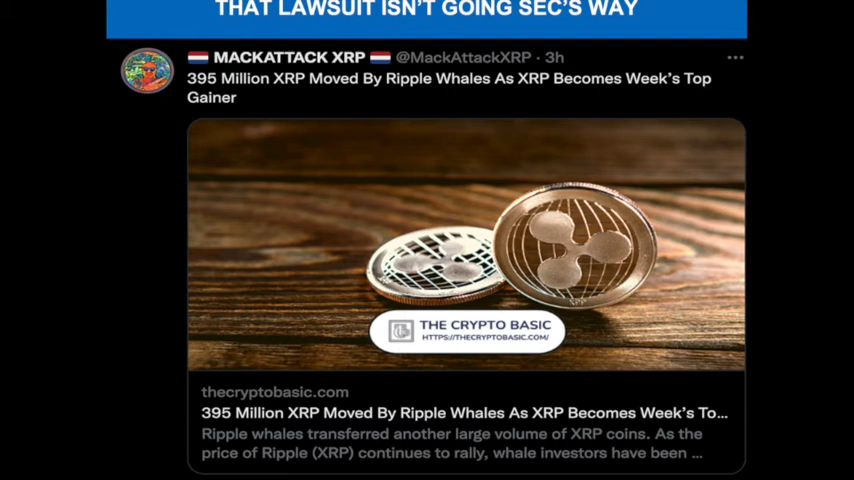 THAT LAWSUIT ISN'T GOING SEC'S WAY
MACKATTACK XRP @MackAttackXRP · 3h
395 Million XRP Moved By Ripple Whales As XRP Becomes Week's Top
Gainer
THE CRYPTO BASIC
HTTPS://THECRYPTOBASIC.COM/
thecryptobasic.com
395 Million XRP Moved By Ripple Whales As XRP Becomes Week's To...
Ripple whales transferred another large volume of XRP coins. As the
price of Ripple (XRP) continues to rally, whale investors have been ...